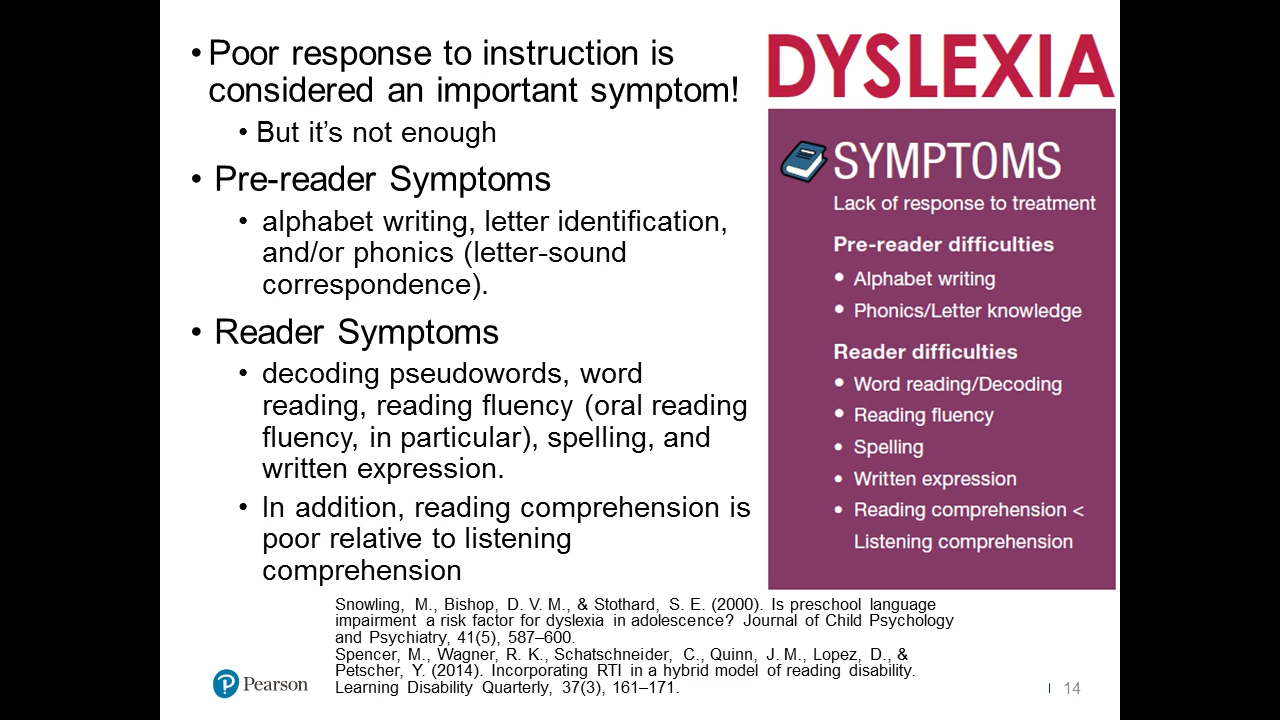 • Poor response to instruction is
considered an important symptom!
• But it’s not enough
• Pre-reader Symptoms
• alphabet writing, letter identification,
and/or phonics (letter-sound
correspondence).
• Reader Symptoms
• decoding pseudowords, word
reading, reading fluency (oral reading
fluency, in particular), spelling, and
written expression.
• In addition, reading comprehension is
poor relative to listening
comprehension
DYSLEXIA
SYMPTOMS
Lack of response to treatment
Pre-reader difficulties
• Alphabet writing
• Phonics/Letter knowledge
Reader difficulties
• Word reading/Decoding
• Reading fluency
• Spelling
• Written expression
• Reading comprehension <
Listening comprehension
Snowling, M., Bishop, D. V. M., & Stothard, S. E. (2000). Is preschool language
impairment a risk factor for dyslexia in adolescence? Journal of Child Psychology
and Psychiatry, 41(5), 587–600.
Spencer, M., Wagner, R. K., Schatschneider, C., Quinn, J. M., Lopez, D., &
Petscher, Y. (2014). Incorporating RTI in a hybrid model of reading disability.
Learning Disability Quarterly, 37(3), 161–171.
Pearson
| 14